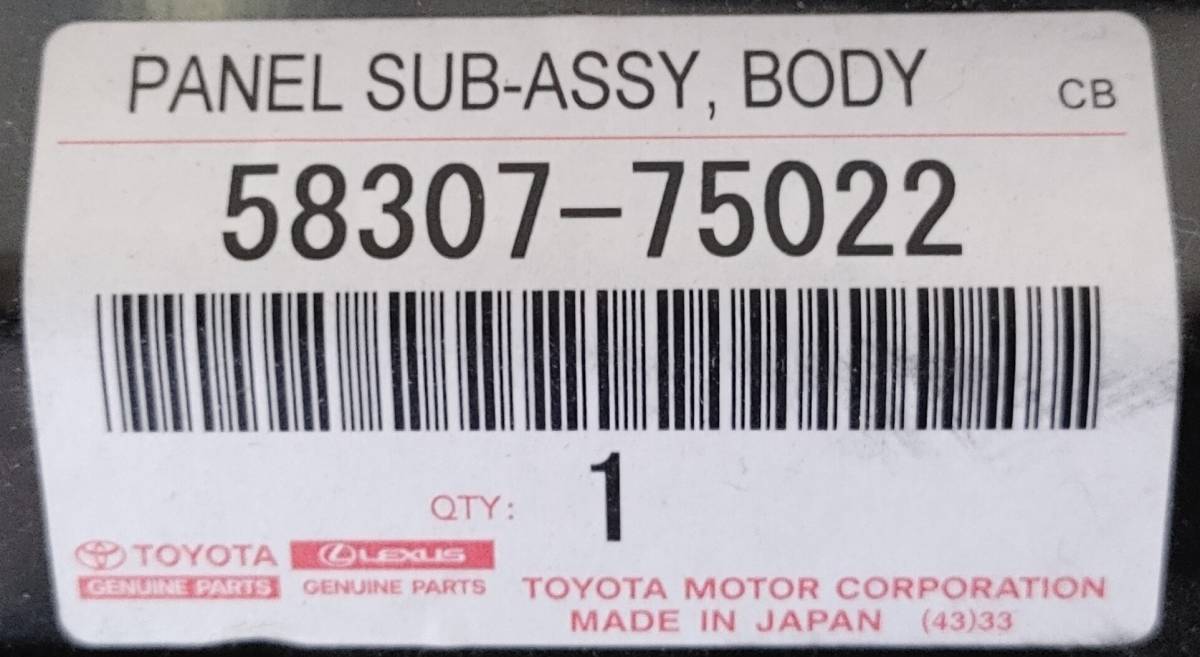 PANEL SUB-ASSY, BODY CB
58307-75022
QTY: 1
TOYOTA LEXUS
GENUINE PARTS GENUINE PARTS
TOYOTA MOTOR CORPORATION
MADE IN JAPAN (43)33